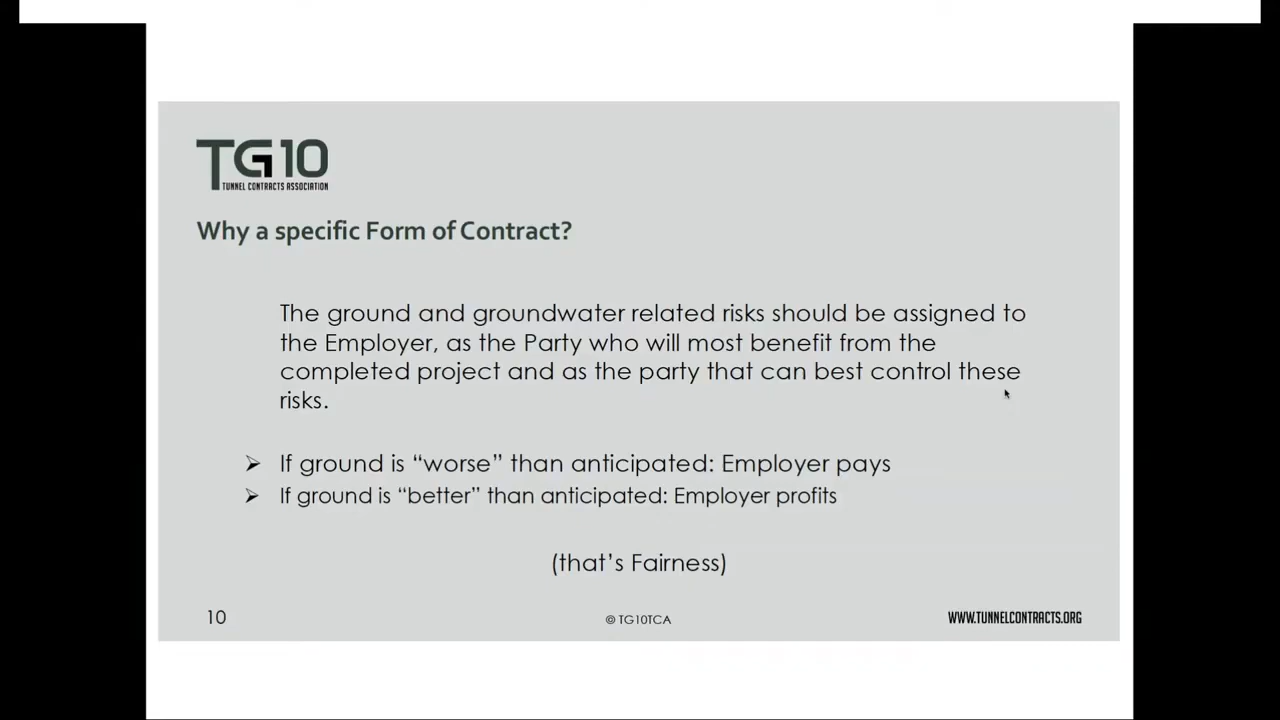 TG10
TUNNEL CONTRACTS ASSOCIATION
Why a specific Form of Contract?
The ground and groundwater related risks should be assigned to
the Employer, as the Party who will most benefit from the
completed project and as the party that can best control these
risks.
➢ If ground is “worse” than anticipated: Employer pays
➢ If ground is “better” than anticipated: Employer profits
(that’s Fairness)
10
© TG10TCA
WWW.TUNNELCONTRACTS.ORG